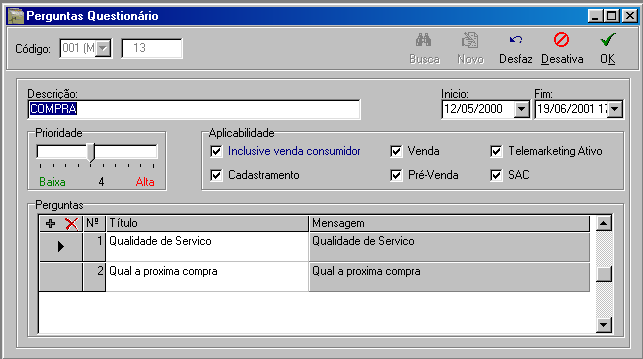 Perguntas Questionário
Código: 001 (M 13
Busca Novo Desfaz Desativa OK
Descrição: Inicio: Fim:
COMPRA 12/05/2000 19/06/2001 17
Prioridade Aplicabilidade
Inclusive venda consumidor Venda Telemarketing Ativo
Baixa 4 Alta Cadastramento Pré-Venda SAC
Perguntas
Nº Título Mensagem
1 Qualidade de Servico Qualidade de Servico
2 Qual a proxima compra Qual a proxima compra